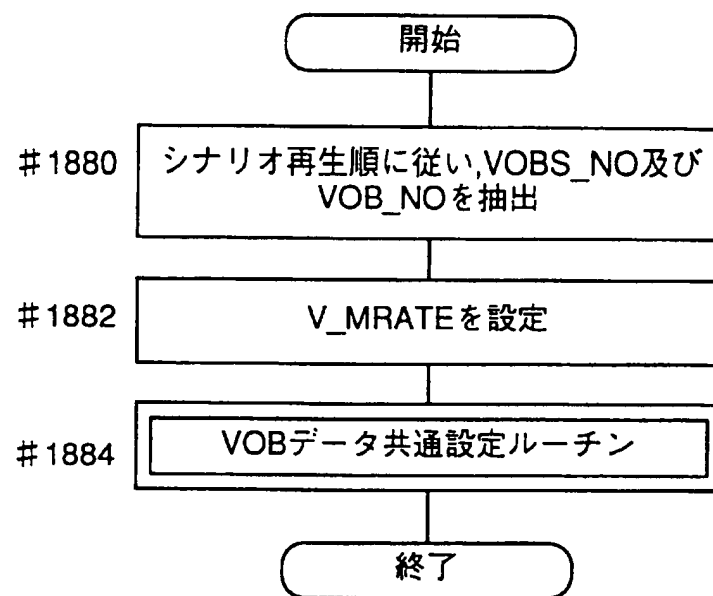 開始
#1880
シナリオ再生順に従い,VOBS_NO及び
VOB_NOを抽出
#1882
V_MRATEを設定
#1884
VOBデータ共通設定ルーチン
終了